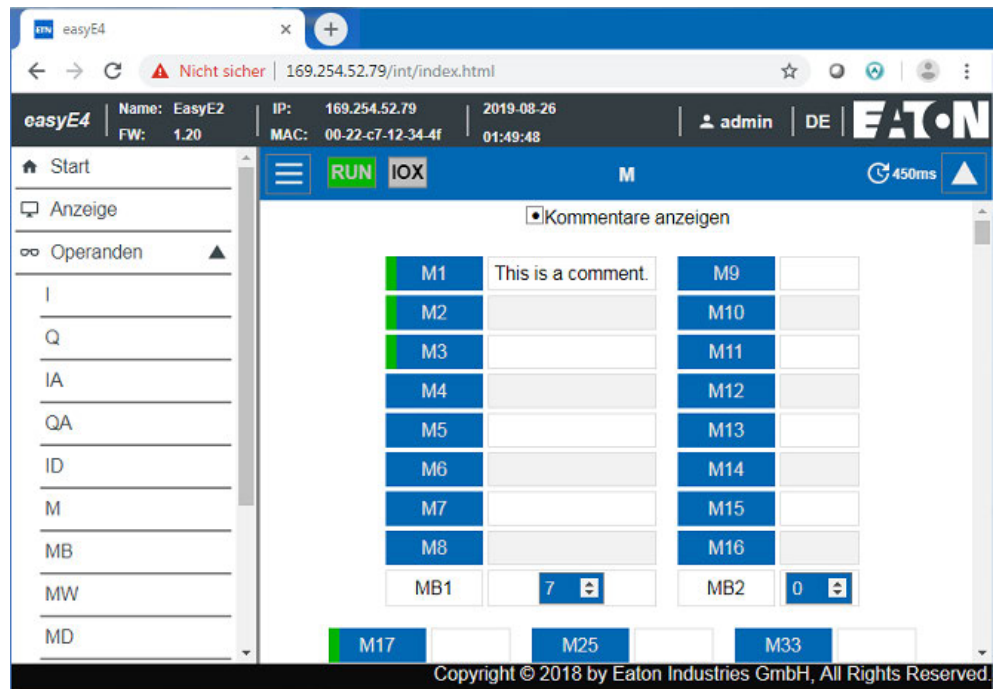 ETN easyE4
Nicht sicher | 169.254.52.79/int/index.html
easyE4 | Name: EasyE2 | IP: 169.254.52.79 | 2019-08-26 | admin | DE | EATON
FW: 1.20 MAC: 00-22-c7-12-34-4f 01:49:48
Start
Anzeige
Operanden
I
Q
IA
QA
ID
M
MB
MW
MD
RUN IOX M 450ms
Kommentare anzeigen
M1 This is a comment. M9
M2 M10
M3 M11
M4 M12
M5 M13
M6 M14
M7 M15
M8 M16
MB1 7 MB2 0
M17 M25 M33
Copyright © 2018 by Eaton Industries GmbH, All Rights Reserved.